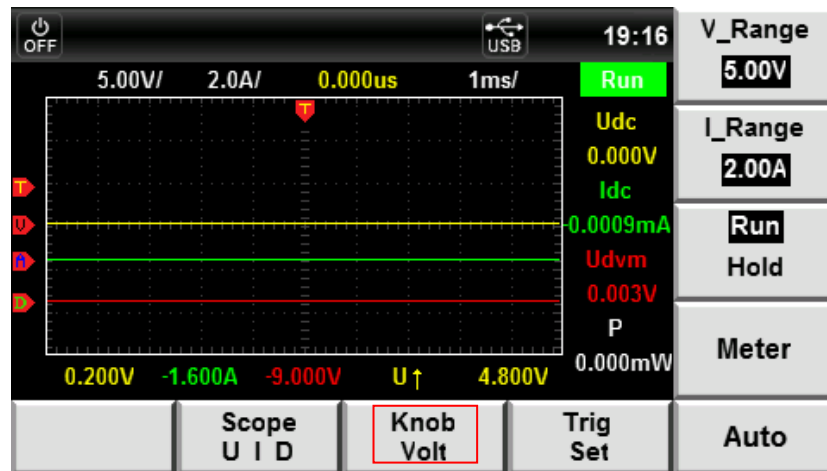 OFF
USB
19:16
5.00V/ 2.0A/ 0.000us 1ms/ Run
T
Udc
0.000V
Idc
-0.0009mA
Udvm
0.003V
P
0.000mW
T
V
A
D
0.200V -1.600A -9.000V U↑ 4.800V
V_Range
5.00V
I_Range
2.00A
Run
Hold
Meter
Auto
Scope
U I D
Knob
Volt
Trig
Set